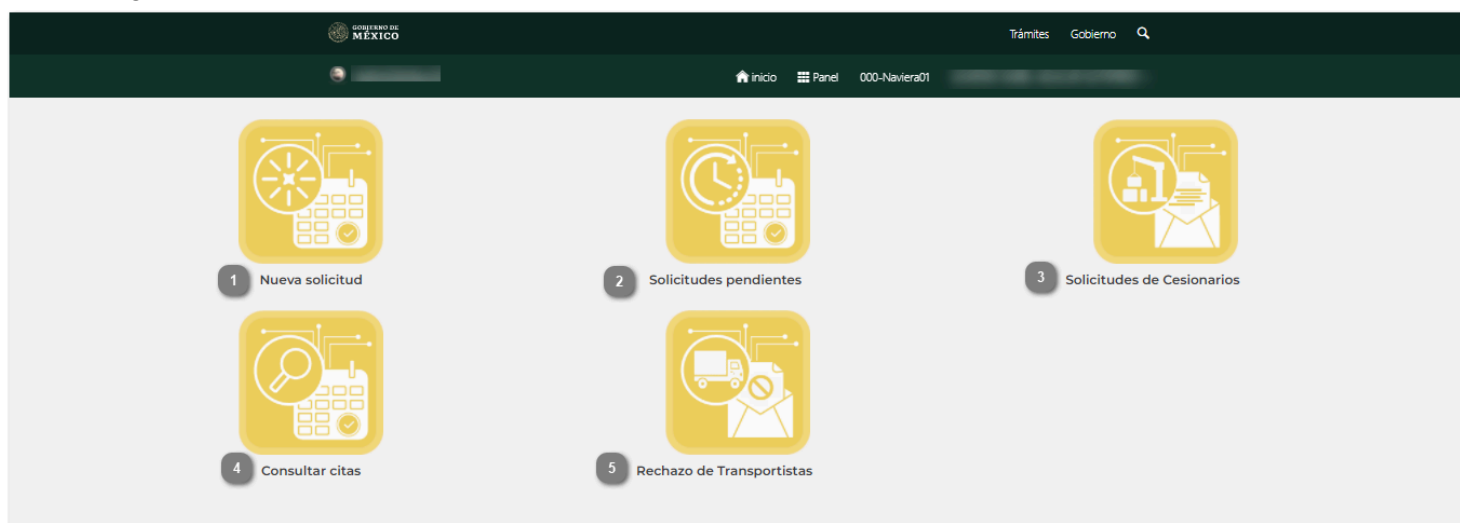 GOBIERNO DE
MÉXICO
Trámites Gobierno
inicio Panel 000-Naviera01
1 Nueva solicitud
2 Solicitudes pendientes
3 Solicitudes de Cesionarios
4 Consultar citas
5 Rechazo de Transportistas